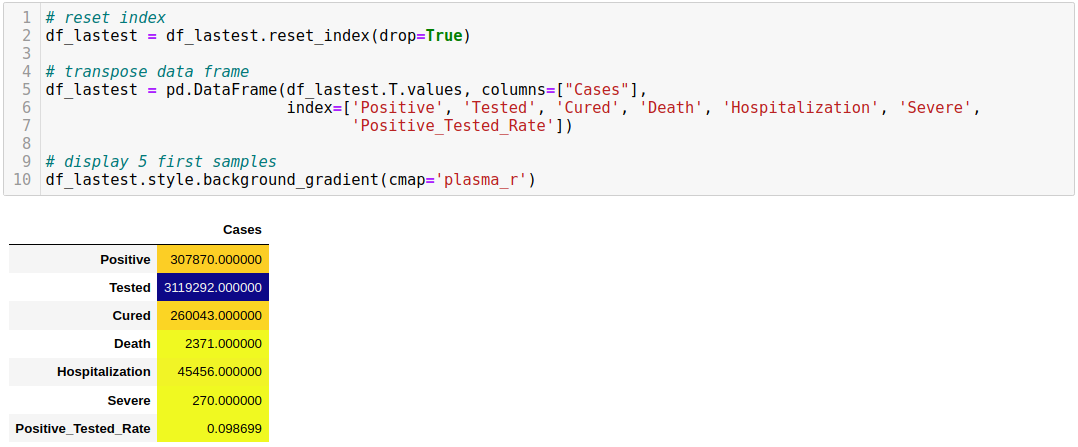 1 # reset index
2 df_lastest = df_lastest.reset_index(drop=True)
3
4 # transpose data frame
5 df_lastest = pd.DataFrame(df_lastest.T.values, columns=["Cases"],
6                           index=['Positive', 'Tested', 'Cured', 'Death', 'Hospitalization', 'Severe',
7                                  'Positive_Tested_Rate'])
8
9 # display 5 first samples
10 df_lastest.style.background_gradient(cmap='plasma_r')
Cases
Positive 307870.000000
Tested 3119292.000000
Cured 260043.000000
Death 2371.000000
Hospitalization 45456.000000
Severe 270.000000
Positive_Tested_Rate 0.098699